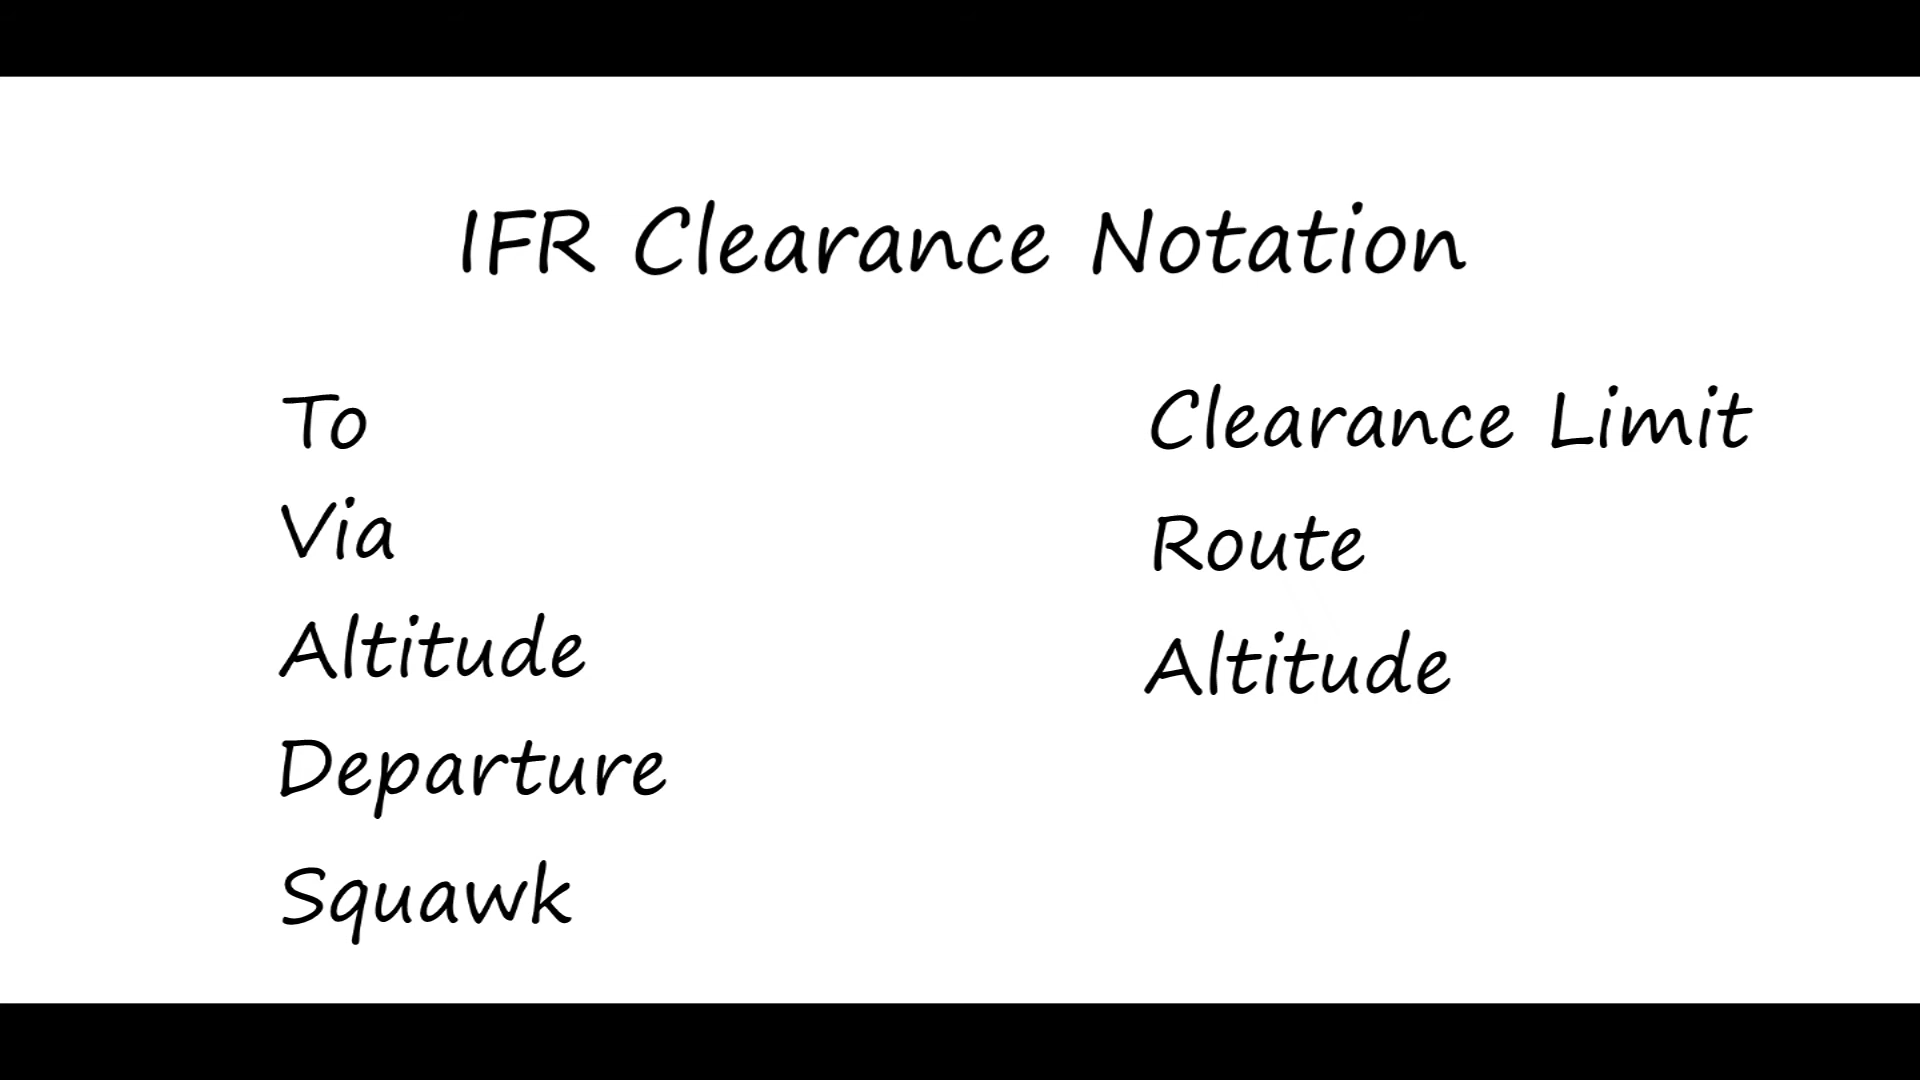 IFR Clearance Notation
To
Via
Altitude
Departure
Squawk
Clearance Limit
Route
Altitude